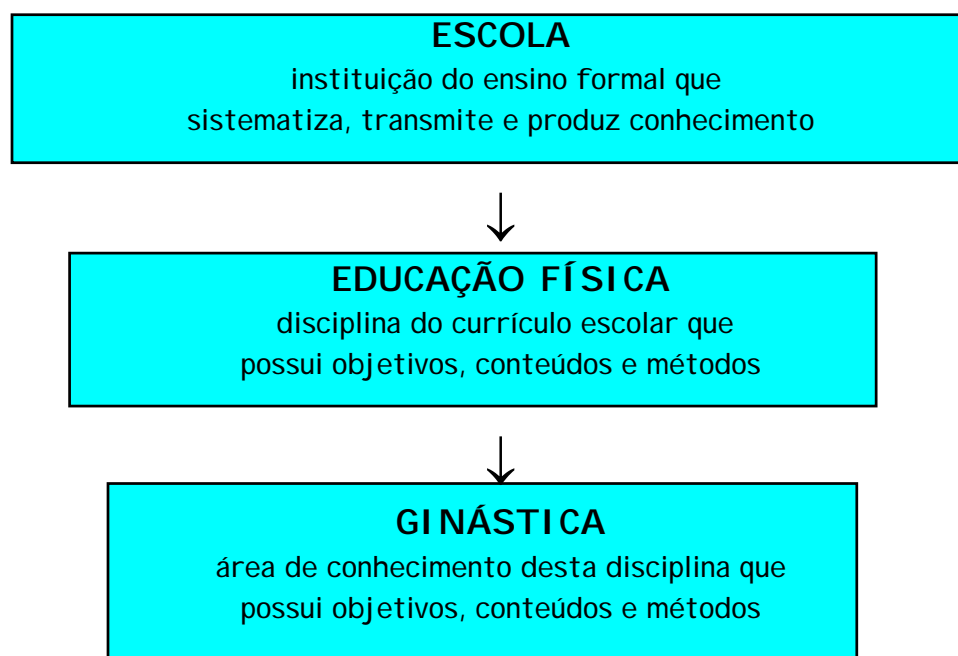 ESCOLA
instituição do ensino formal que
sistematiza, transmite e produz conhecimento
↓
EDUCAÇÃO FÍSICA
disciplina do currículo escolar que
possui objetivos, conteúdos e métodos
↓
GINÁSTICA
área de conhecimento desta disciplina que
possui objetivos, conteúdos e métodos